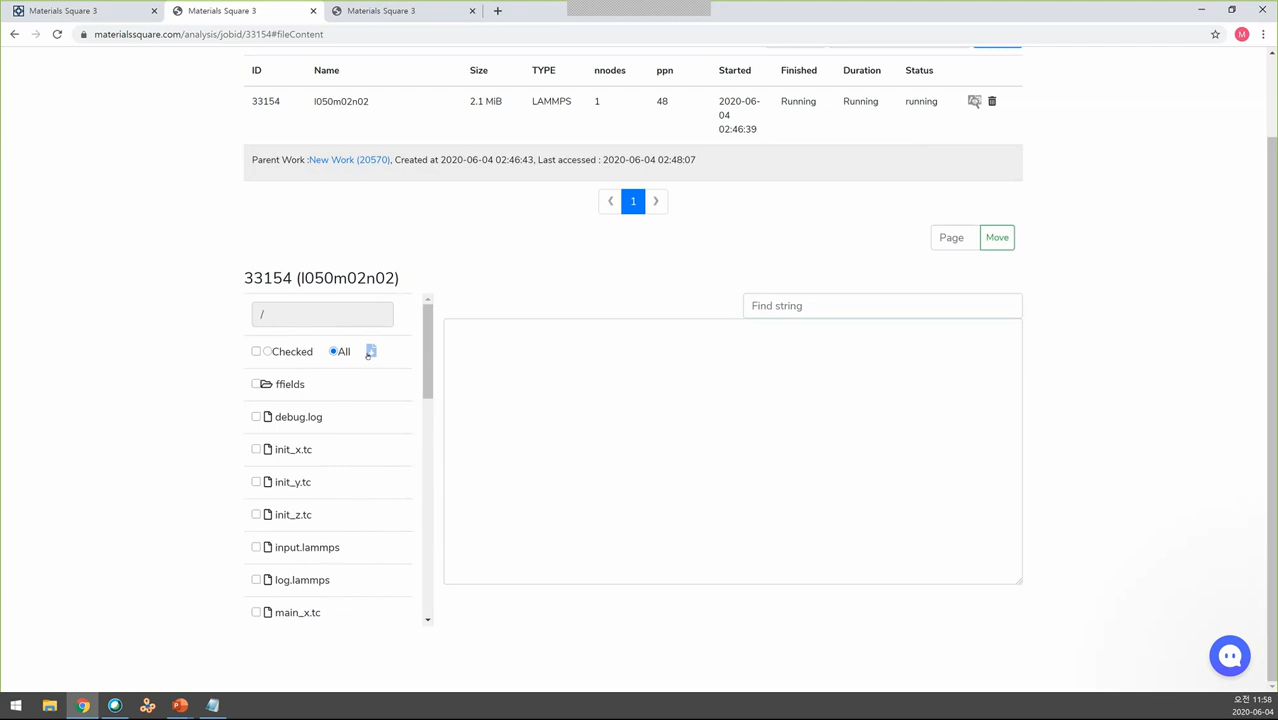 Materials Square 3
Materials Square 3
Materials Square 3
materialssquare.com/analysis/jobid/33154#fileContent
M
ID Name Size TYPE nnodes ppn Started Finished Duration Status
33154 l050m02n02 2.1 MiB LAMMPS 1 48 2020-06-04 02:46:39 Running Running running
Parent Work :New Work (20570), Created at 2020-06-04 02:46:43, Last accessed : 2020-06-04 02:48:07
❮ 1 ❯
Page Move
33154 (l050m02n02)
/
Find string
Checked All
ffields
debug.log
init_x.tc
init_y.tc
init_z.tc
input.lammps
log.lammps
main_x.tc
오전 11:58
2020-06-04